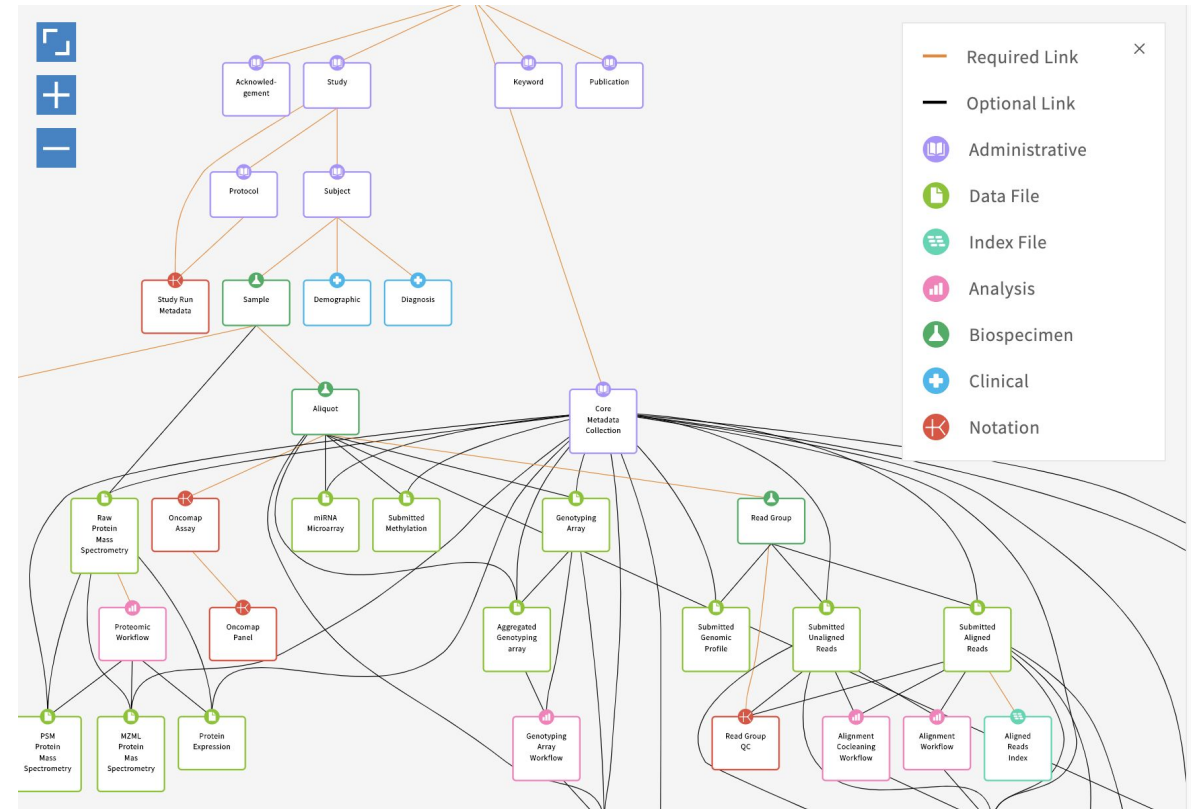 Acknowled-
gement
Study
Keyword
Publication
Required Link
Optional Link
Administrative
Data File
Index File
Analysis
Biospecimen
Clinical
Notation
Protocol
Subject
Study Run
Metadata
Sample
Demographic
Diagnosis
Aliquot
Core
Metadata
Collection
Raw
Protein
Mass
Spectrometry
Oncomap
Assay
miRNA
Microarray
Submitted
Methylation
Genotyping
Array
Read Group
Proteomic
Workflow
Oncomap
Panel
Aggregated
Genotyping
array
Submitted
Genomic
Profile
Submitted
Unaligned
Reads
Submitted
Aligned
Reads
PSM
Protein
Mass
Spectrometry
MZML
Protein
Mas
Spectrometry
Protein
Expression
Genotyping
Array
Workflow
Read Group
QC
Alignment
Cocleaning
Workflow
Alignment
Workflow
Aligned
Reads
Index